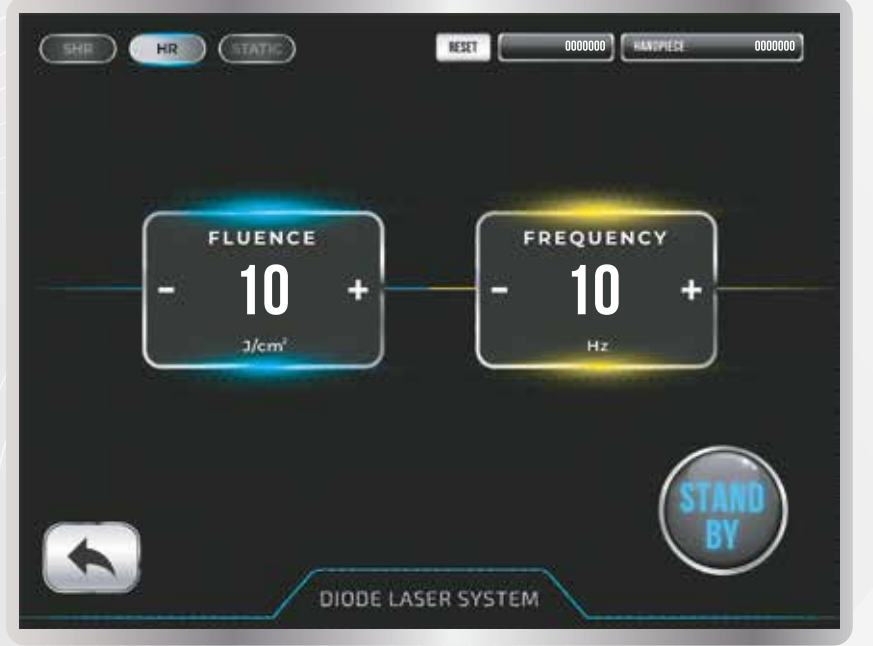 SHR HR STATIC RESET 0000000 HANDPIECE 0000000
FLUENCE
- 10 +
J/cm²
FREQUENCY
- 10 +
Hz
STAND
BY
DIODE LASER SYSTEM